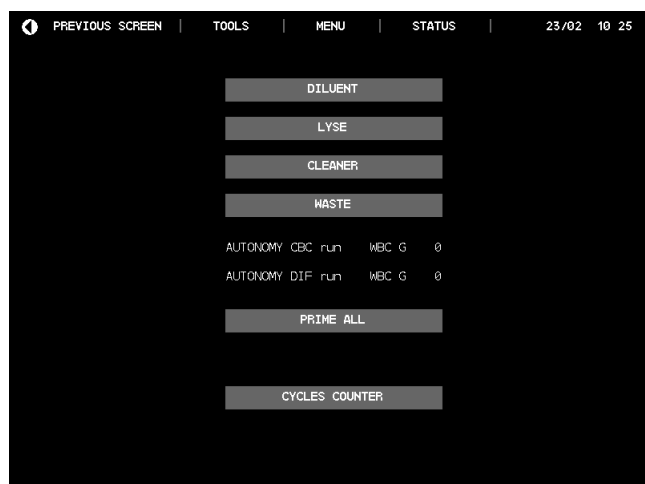 PREVIOUS SCREEN | TOOLS | MENU | STATUS | 23/02 10 25
DILUENT
LYSE
CLEANER
WASTE
AUTONOMY CBC run WBC G 0
AUTONOMY DIF run WBC G 0
PRIME ALL
CYCLES COUNTER